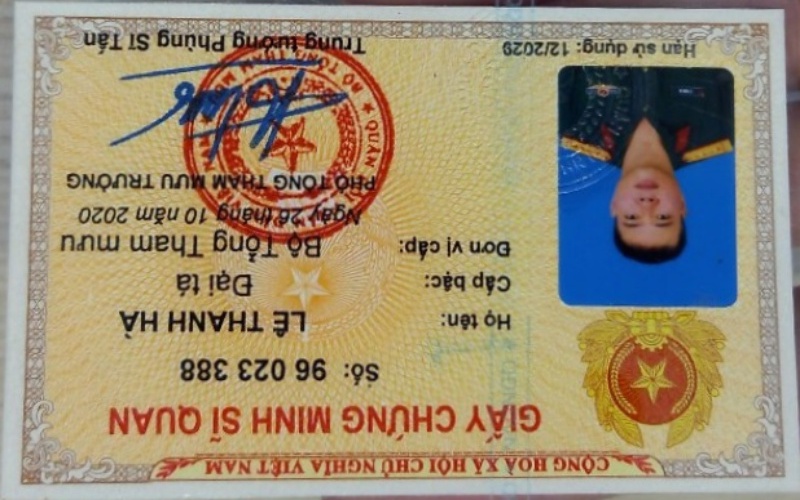 CỘNG HOÀ XÃ HỘI CHỦ NGHĨA VIỆT NAM
GIẤY CHỨNG MINH SĨ QUAN
Số: 96 023 388
Họ tên: LÊ THANH HÀ
Cấp bậc: Đại tá
Đơn vị cấp: Bộ Tổng Tham mưu
Ngày 26 tháng 10 năm 2020
PHÓ TỔNG THAM MƯU TRƯỞNG
Trung tướng Phùng Sĩ Tấn
Hạn sử dụng: 12/2029